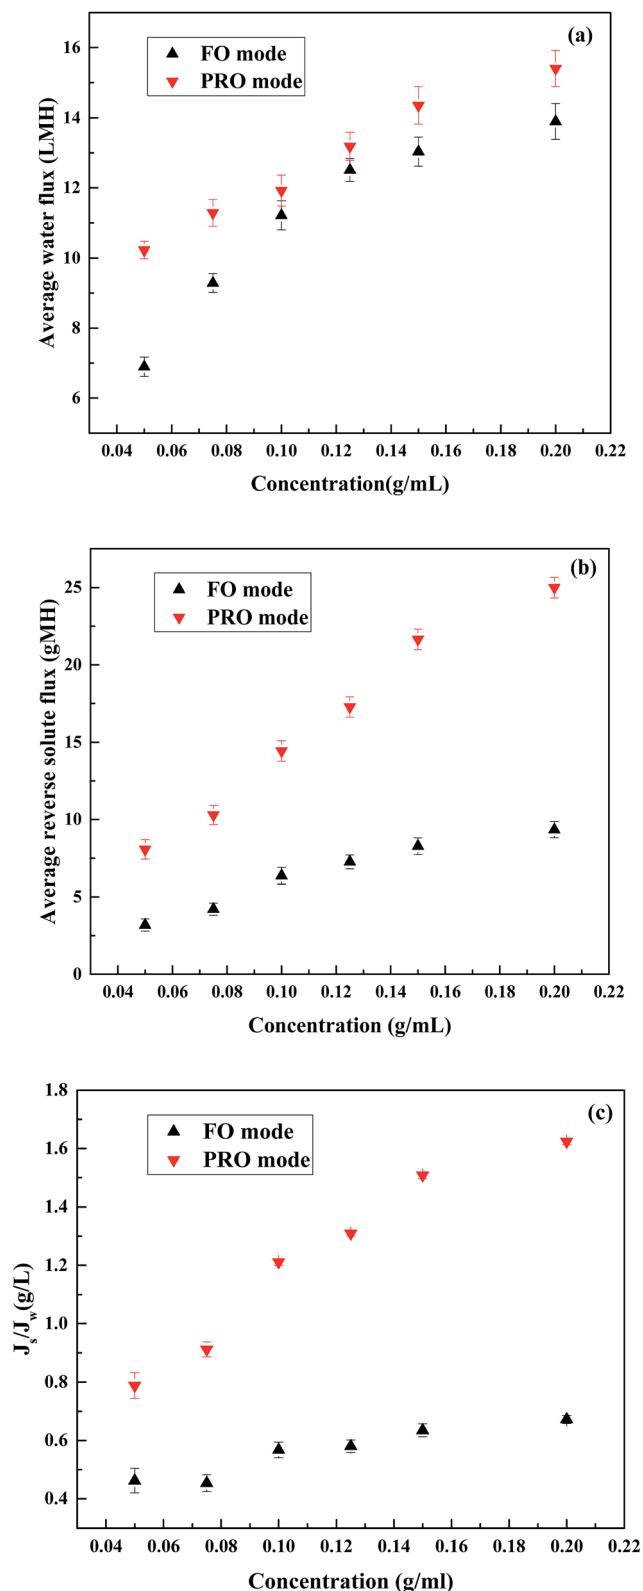 (a)
FO mode
PRO mode
16
14
12
10
8
6
Average water flux (LMH)
0.04 0.06 0.08 0.10 0.12 0.14 0.16 0.18 0.20 0.22
Concentration(g/mL)
(b)
FO mode
PRO mode
25
20
15
10
5
0
Average reverse solute flux (gMH)
0.04 0.06 0.08 0.10 0.12 0.14 0.16 0.18 0.20 0.22
Concentration (g/mL)
(c)
FO mode
PRO mode
1.8
1.6
1.4
1.2
1.0
0.8
0.6
0.4
Js/Jw(g/L)
0.04 0.06 0.08 0.10 0.12 0.14 0.16 0.18 0.20 0.22
Concentration (g/ml)